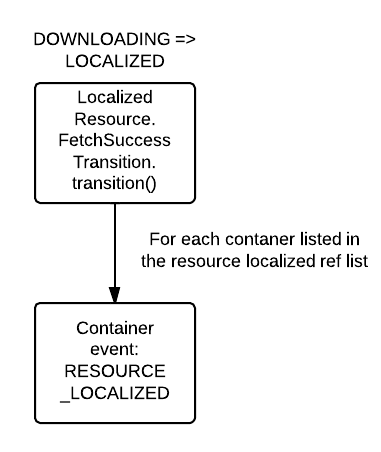 DOWNLOADING =>
LOCALIZED
Localized
Resource.
FetchSuccess
Transition.
transition()
For each contaner listed in
the resource localized ref list
Container
event:
RESOURCE
_LOCALIZED